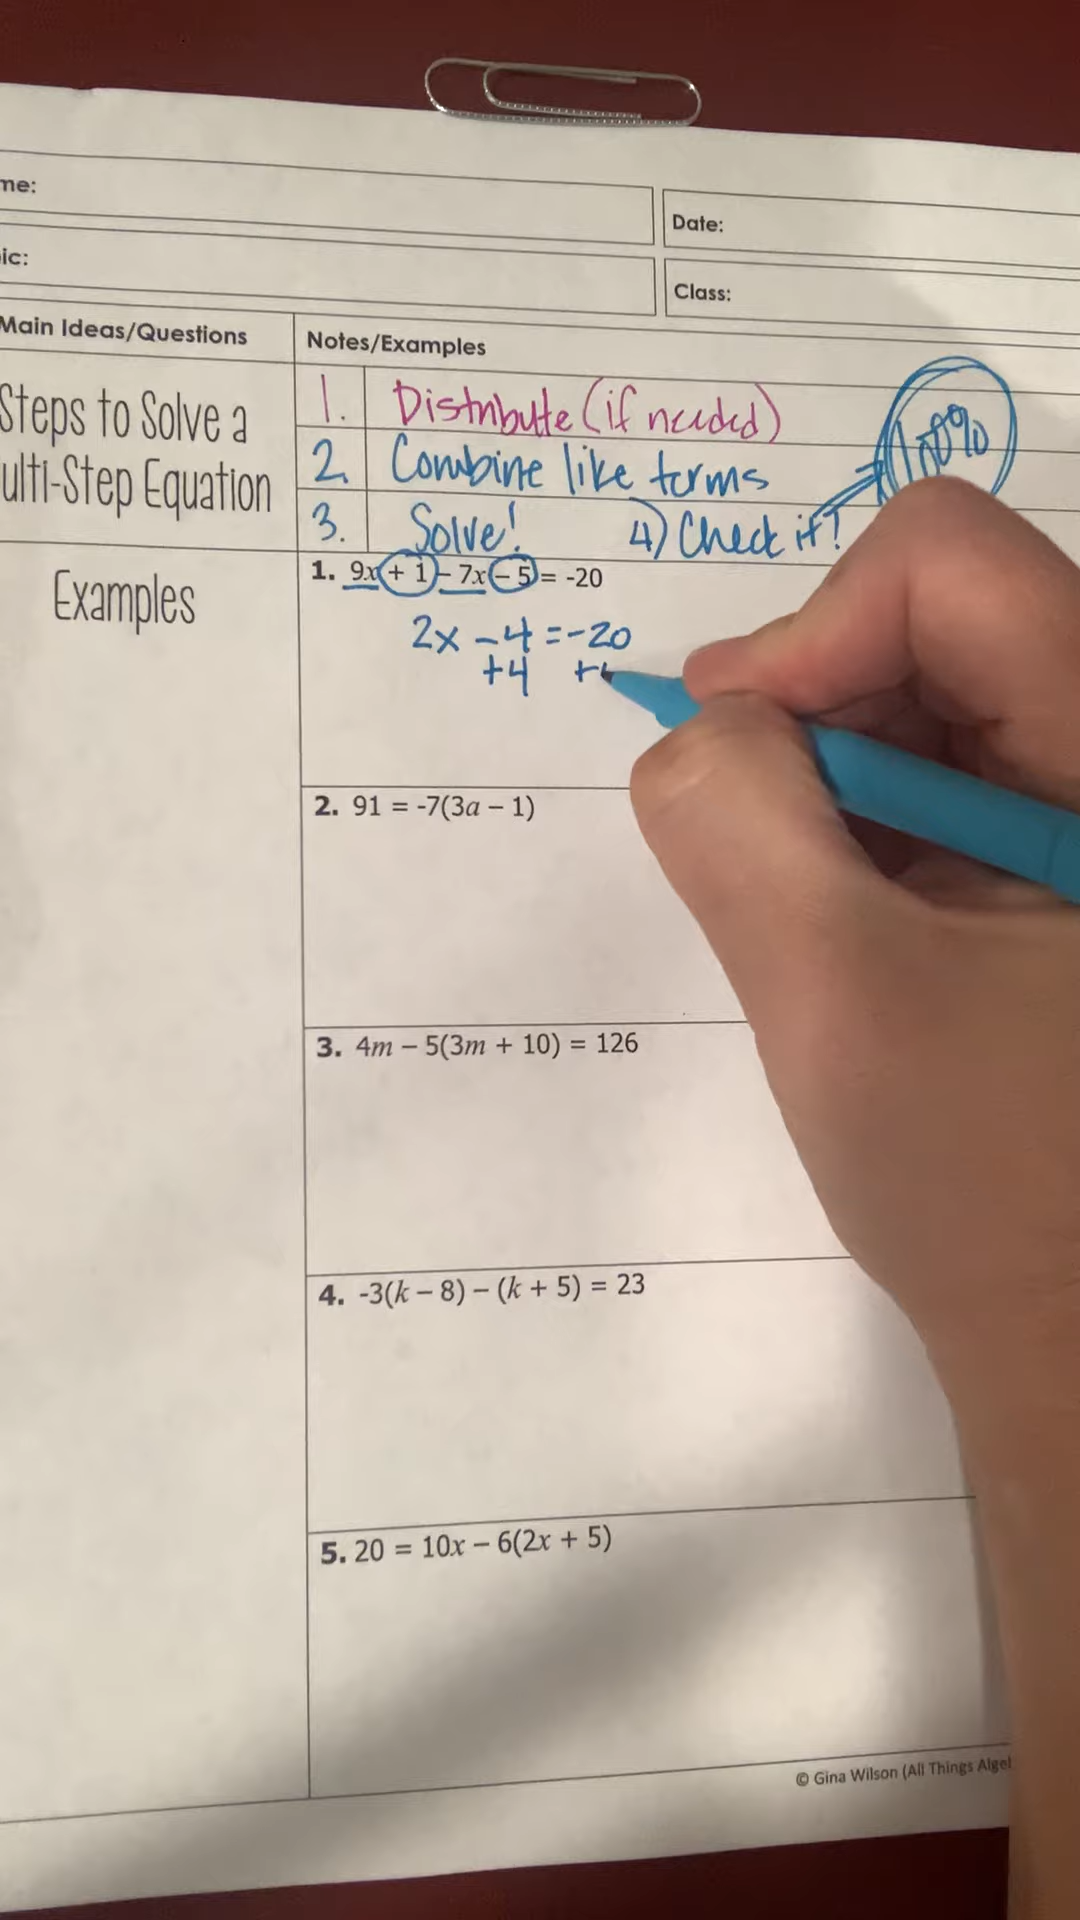 me:
Date:
ic:
Class:
Main Ideas/Questions
Notes/Examples
Steps to Solve a
ulti-Step Equation
1. Distribute (if needed)
2. Combine like terms
3. Solve! 4) Check it!
100%
Examples
1. 9x + 1 - 7x - 5 = -20
2x - 4 = -20
+4 +4
2. 91 = -7(3a - 1)
3. 4m - 5(3m + 10) = 126
4. -3(k - 8) - (k + 5) = 23
5. 20 = 10x - 6(2x + 5)
© Gina Wilson (All Things Alge